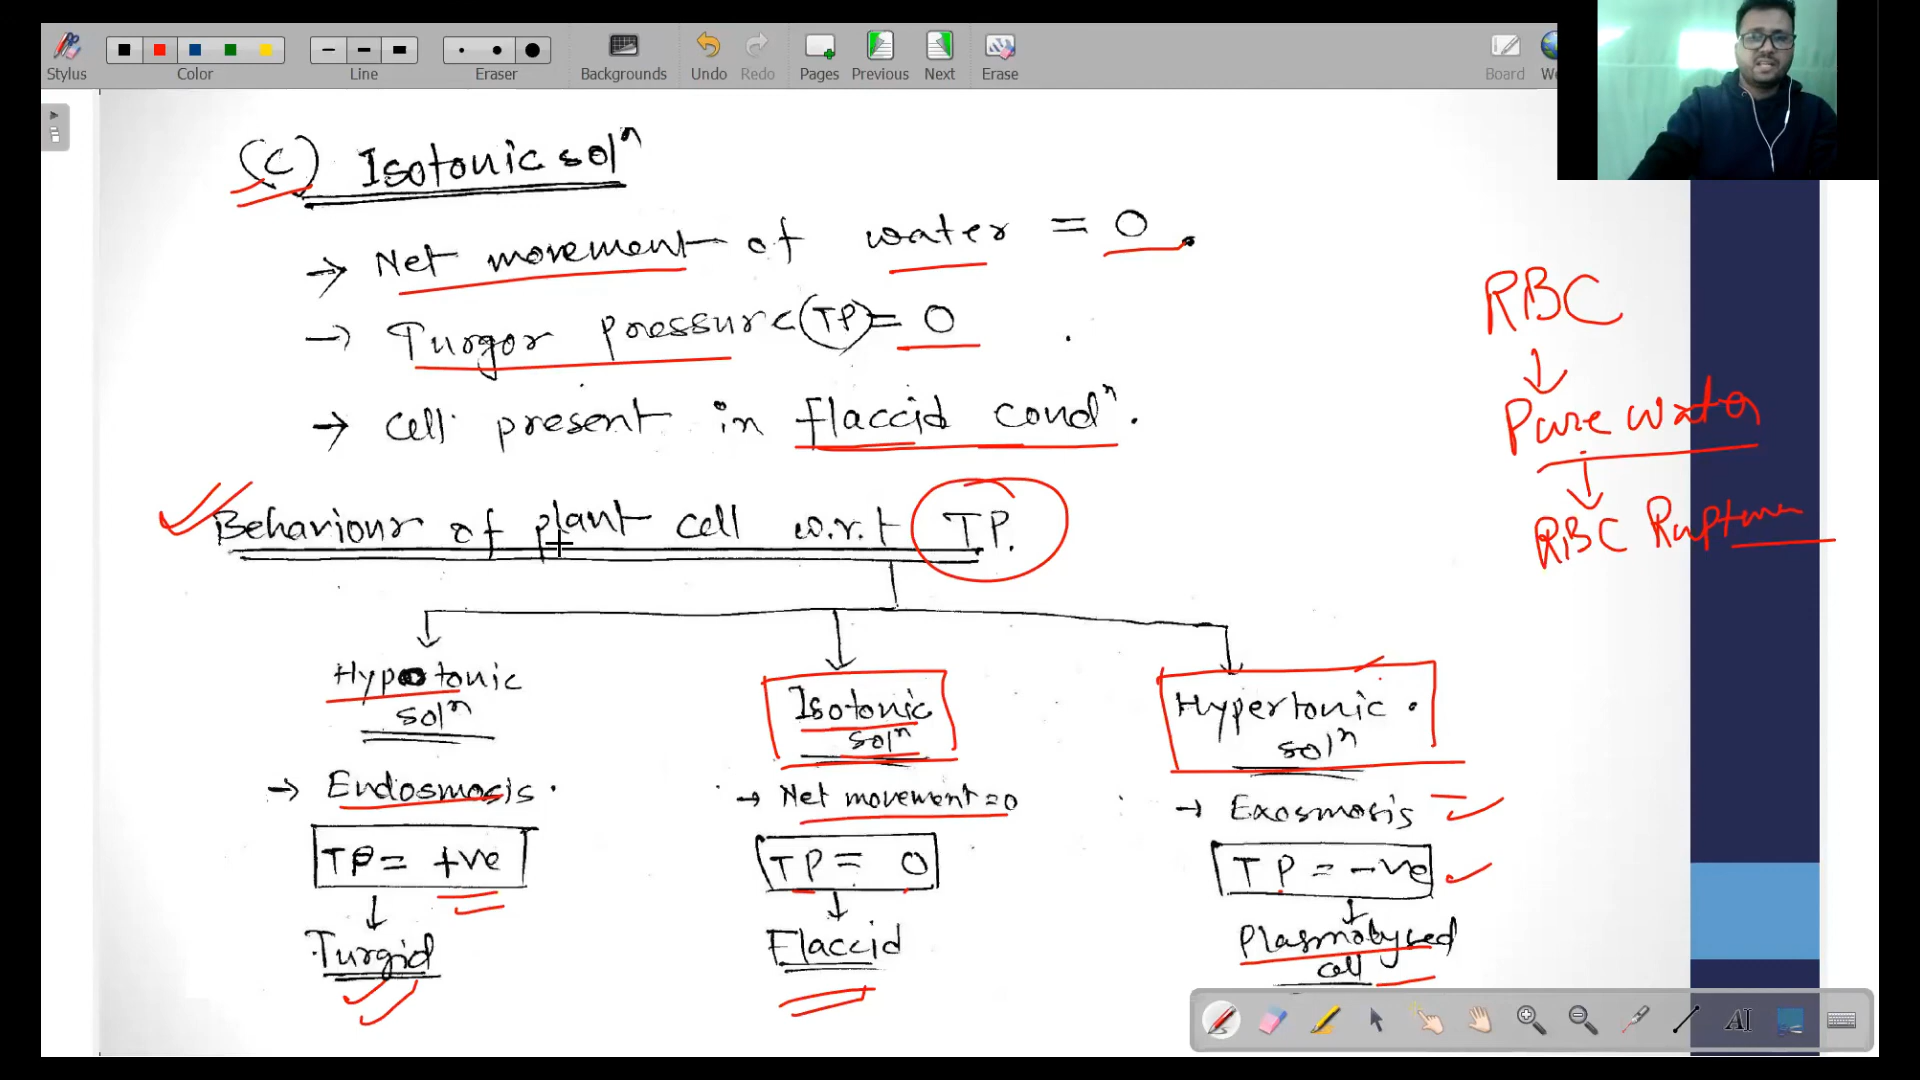 Stylus Color Line Eraser Backgrounds Undo Redo Pages Previous Next Erase Board
(C) Isotonic solⁿ
→ Net movement of water = 0.
→ Turgor pressure (TP) = 0
→ Cell present in flaccid condⁿ.
Behaviour of plant cell w.r.t TP.
Hypotonic solⁿ
→ Endosmosis
TP = +ve
Turgid
Isotonic solⁿ
→ Net movement = 0
TP = 0
Flaccid
Hypertonic solⁿ
→ Exosmosis
TP = -ve
Plasmolysed cell
RBC
Pure water
RBC Rupture
AI